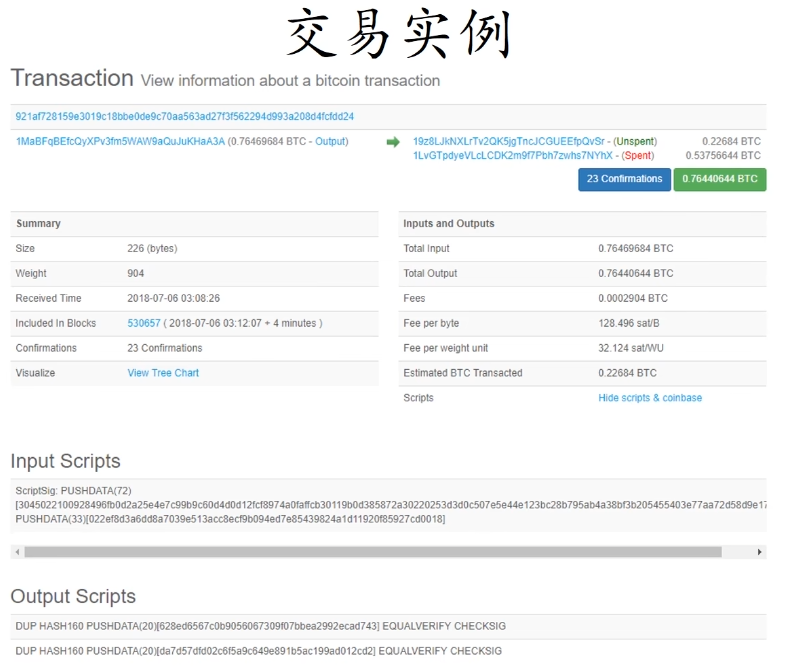 交易实例
Transaction View information about a bitcoin transaction
921af728159e3019c18bbe0de9c70aa563ad27f3f562294d993a208d4fcfdd24
1MaBFqBEfcQyXPv3fm5WAW9aQuJuKHaA3A (0.76469684 BTC - Output)
19z8LJkNXLrTv2QK5jgTncJCGUEEfpQvSr - (Unspent) 0.22684 BTC
1LvGTpdyeVLcLCDK2m9f7Pbh7zwhs7NYhX - (Spent) 0.53756644 BTC
23 Confirmations 0.76440644 BTC
Summary
Size 226 (bytes)
Weight 904
Received Time 2018-07-06 03:08:26
Included In Blocks 530657 ( 2018-07-06 03:12:07 + 4 minutes )
Confirmations 23 Confirmations
Visualize View Tree Chart
Inputs and Outputs
Total Input 0.76469684 BTC
Total Output 0.76440644 BTC
Fees 0.0002904 BTC
Fee per byte 128.496 sat/B
Fee per weight unit 32.124 sat/WU
Estimated BTC Transacted 0.22684 BTC
Scripts Hide scripts & coinbase
Input Scripts
ScriptSig: PUSHDATA(72)
[3045022100928496fb0d2a25e4e7c99b9c60d4d0d12fcf8974a0faffcb30119b0d385872a30220253d3d0c507e5e44e123bc28b795ab4a38bf3b205455403e77aa72d58d9e17
PUSHDATA(33)[022ef8d3a6dd8a7039e513acc8ecf9b094ed7e85439824a1d11920f85927cd0018]
Output Scripts
DUP HASH160 PUSHDATA(20)[628ed6567c0b9056067309f07bbea2992ecad743] EQUALVERIFY CHECKSIG
DUP HASH160 PUSHDATA(20)[da7d57dfd02c6f5a9c649e891b5ac199ad012cd2] EQUALVERIFY CHECKSIG